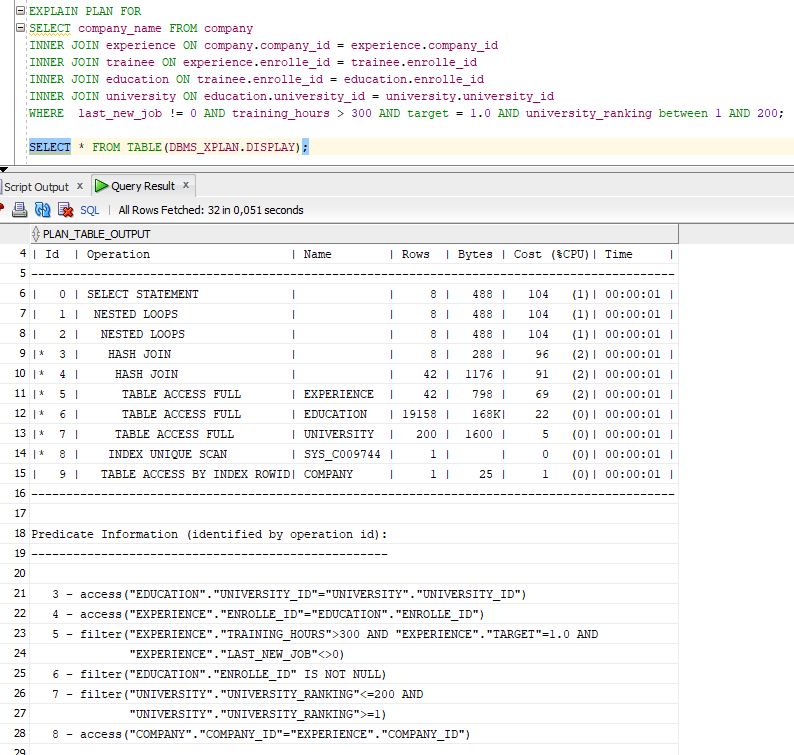 EXPLAIN PLAN FOR
SELECT company_name FROM company
INNER JOIN experience ON company.company_id = experience.company_id
INNER JOIN trainee ON experience.enrolle_id = trainee.enrolle_id
INNER JOIN education ON trainee.enrolle_id = education.enrolle_id
INNER JOIN university ON education.university_id = university.university_id
WHERE  last_new_job != 0 AND training_hours > 300 AND target = 1.0 AND university_ranking between 1 AND 200;
SELECT * FROM TABLE(DBMS_XPLAN.DISPLAY);
Script Output x Query Result x
SQL | All Rows Fetched: 32 in 0,051 seconds
PLAN_TABLE_OUTPUT
4 | Id | Operation | Name | Rows | Bytes | Cost (%CPU)| Time |
5 --------------------------------------------------------------------------------------------
6 | 0 | SELECT STATEMENT | | 8 | 488 | 104 (1)| 00:00:01 |
7 | 1 | NESTED LOOPS | | 8 | 488 | 104 (1)| 00:00:01 |
8 | 2 | NESTED LOOPS | | 8 | 488 | 104 (1)| 00:00:01 |
9 |* 3 | HASH JOIN | | 8 | 288 | 96 (2)| 00:00:01 |
10 |* 4 | HASH JOIN | | 42 | 1176 | 91 (2)| 00:00:01 |
11 |* 5 | TABLE ACCESS FULL | EXPERIENCE | 42 | 798 | 69 (2)| 00:00:01 |
12 |* 6 | TABLE ACCESS FULL | EDUCATION | 19158 | 168K| 22 (0)| 00:00:01 |
13 |* 7 | TABLE ACCESS FULL | UNIVERSITY | 200 | 1600 | 5 (0)| 00:00:01 |
14 |* 8 | INDEX UNIQUE SCAN | SYS_C009744 | 1 | | 0 (0)| 00:00:01 |
15 | 9 | TABLE ACCESS BY INDEX ROWID| COMPANY | 1 | 25 | 1 (0)| 00:00:01 |
16 --------------------------------------------------------------------------------------------
17
18 Predicate Information (identified by operation id):
19 ---------------------------------------------------
20
21 3 - access("EDUCATION"."UNIVERSITY_ID"="UNIVERSITY"."UNIVERSITY_ID")
22 4 - access("EXPERIENCE"."ENROLLE_ID"="EDUCATION"."ENROLLE_ID")
23 5 - filter("EXPERIENCE"."TRAINING_HOURS">300 AND "EXPERIENCE"."TARGET"=1.0 AND
24 "EXPERIENCE"."LAST_NEW_JOB"<>0)
25 6 - filter("EDUCATION"."ENROLLE_ID" IS NOT NULL)
26 7 - filter("UNIVERSITY"."UNIVERSITY_RANKING"<=200 AND
27 "UNIVERSITY"."UNIVERSITY_RANKING">=1)
28 8 - access("COMPANY"."COMPANY_ID"="EXPERIENCE"."COMPANY_ID")
29